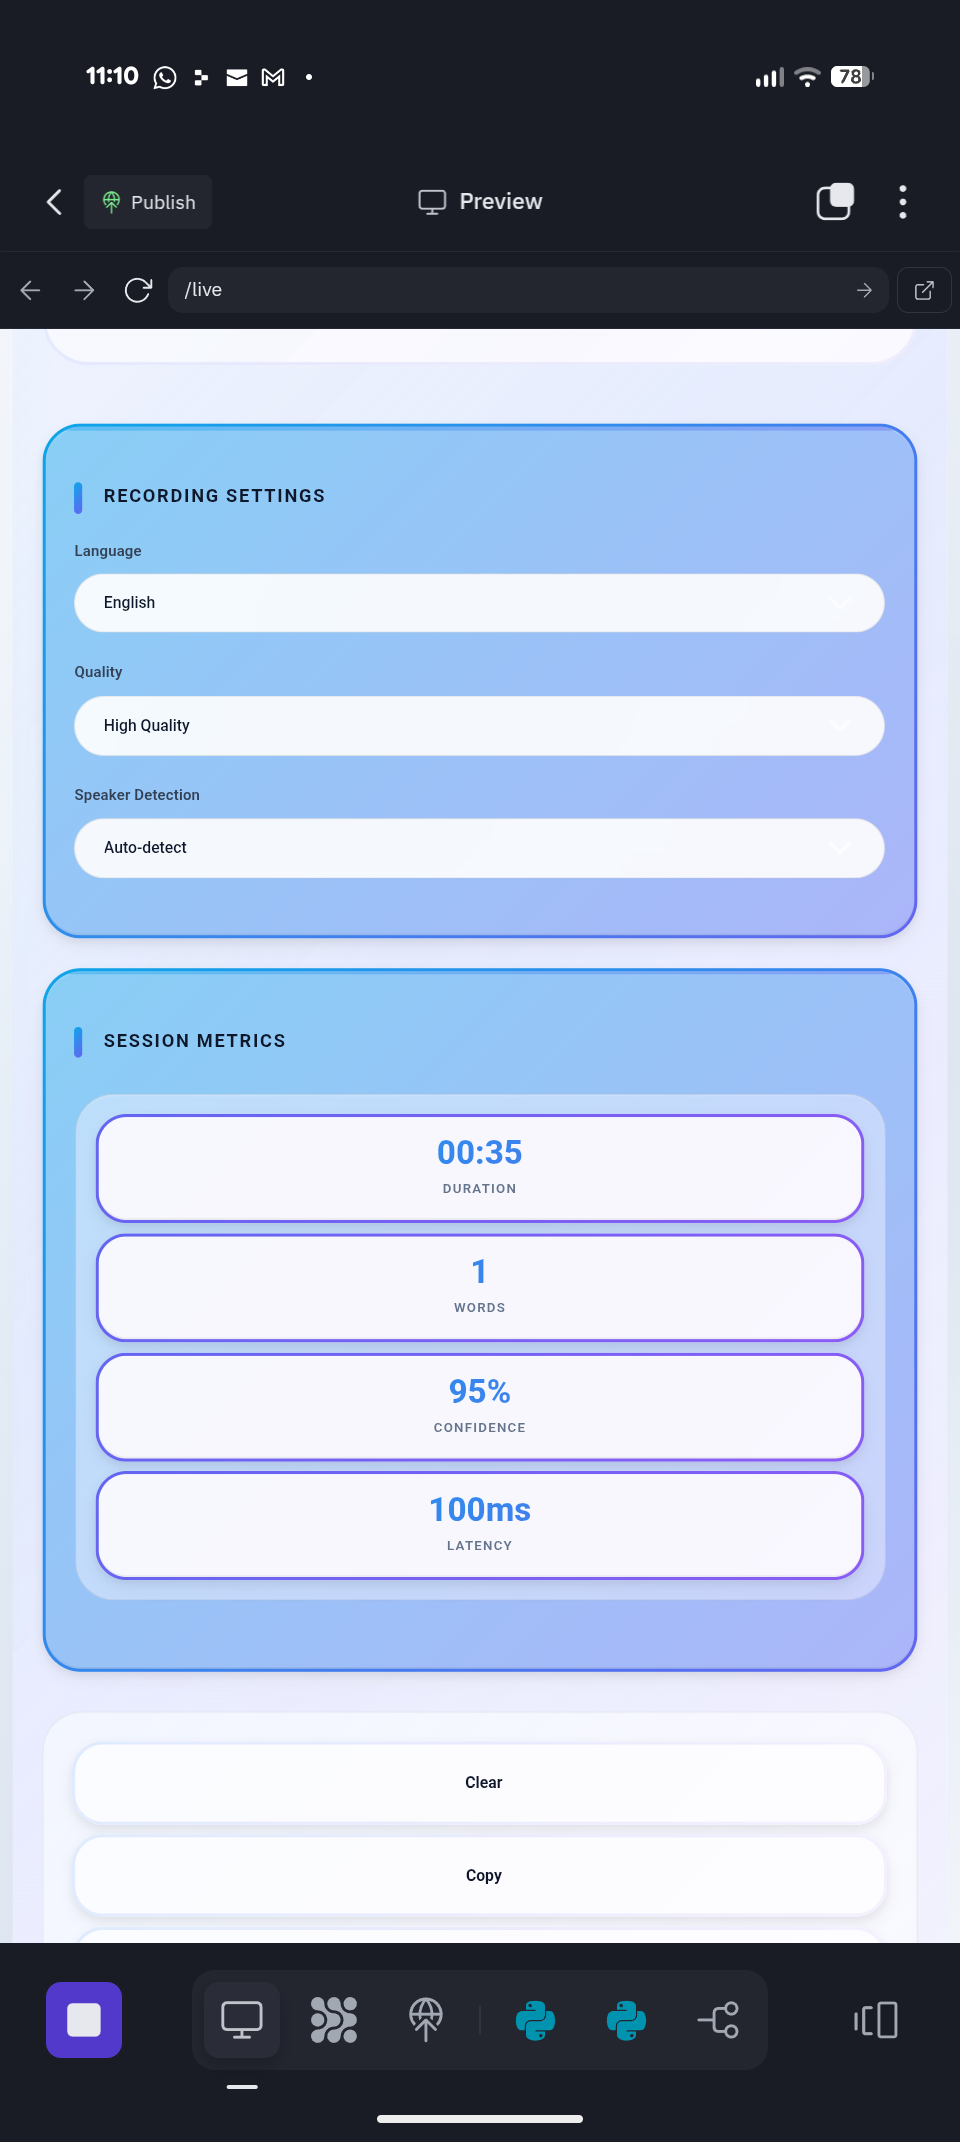 11:10
78
Publish
Preview
/live
RECORDING SETTINGS
Language
English
Quality
High Quality
Speaker Detection
Auto-detect
SESSION METRICS
00:35
DURATION
1
WORDS
95%
CONFIDENCE
100ms
LATENCY
Clear
Copy